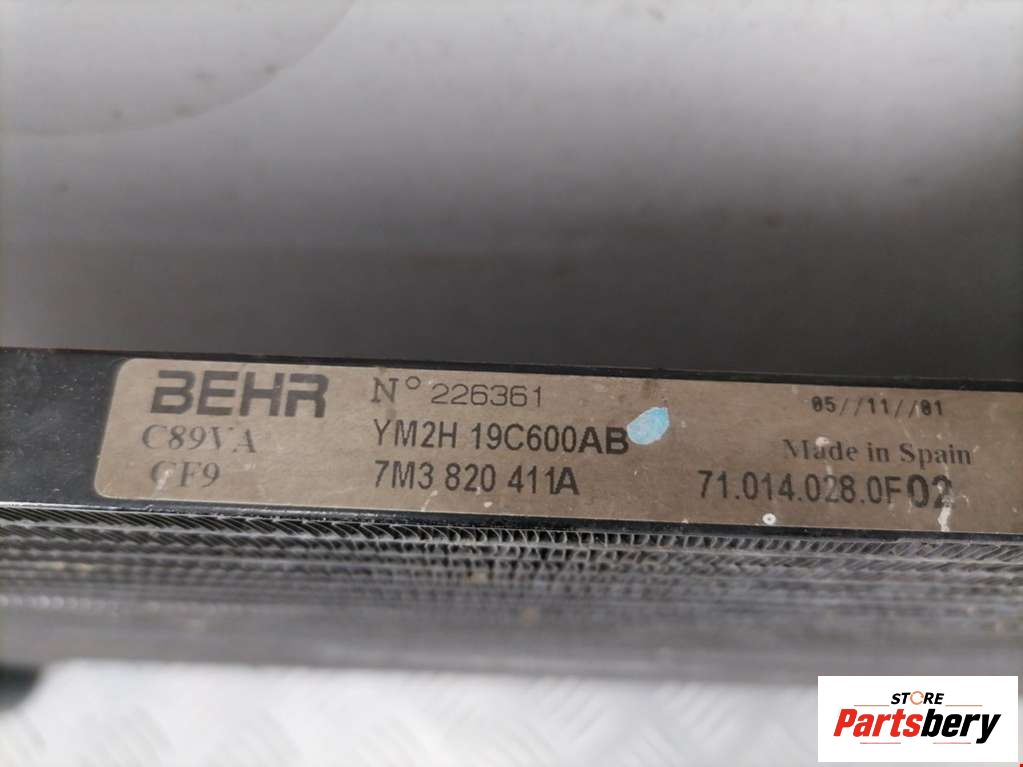 BEHR N° 226361 05//11//01
C89VA YM2H 19C600AB Made in Spain
GF9 7M3 820 411A 71.014.028.0F02
STORE
Partsbery